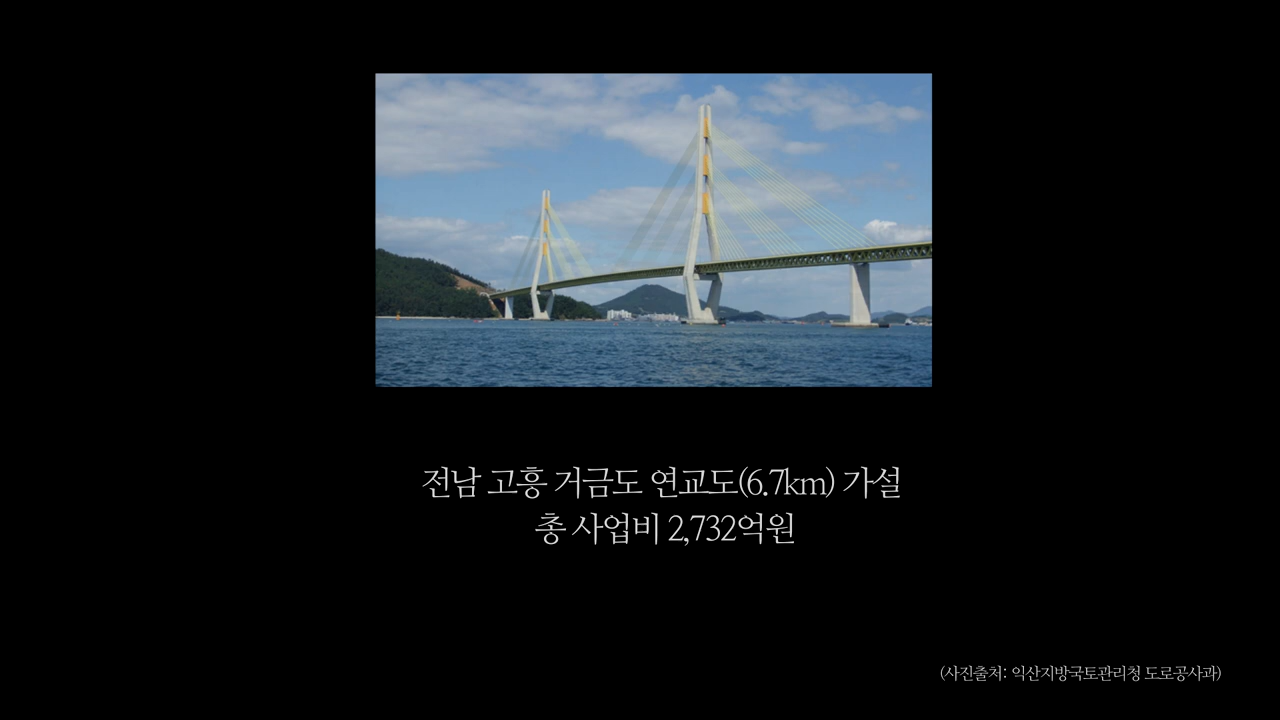 전남 고흥 거금도 연교도(6.7km) 가설
총 사업비 2,732억원
(사진출처: 익산지방국토관리청 도로공사과)